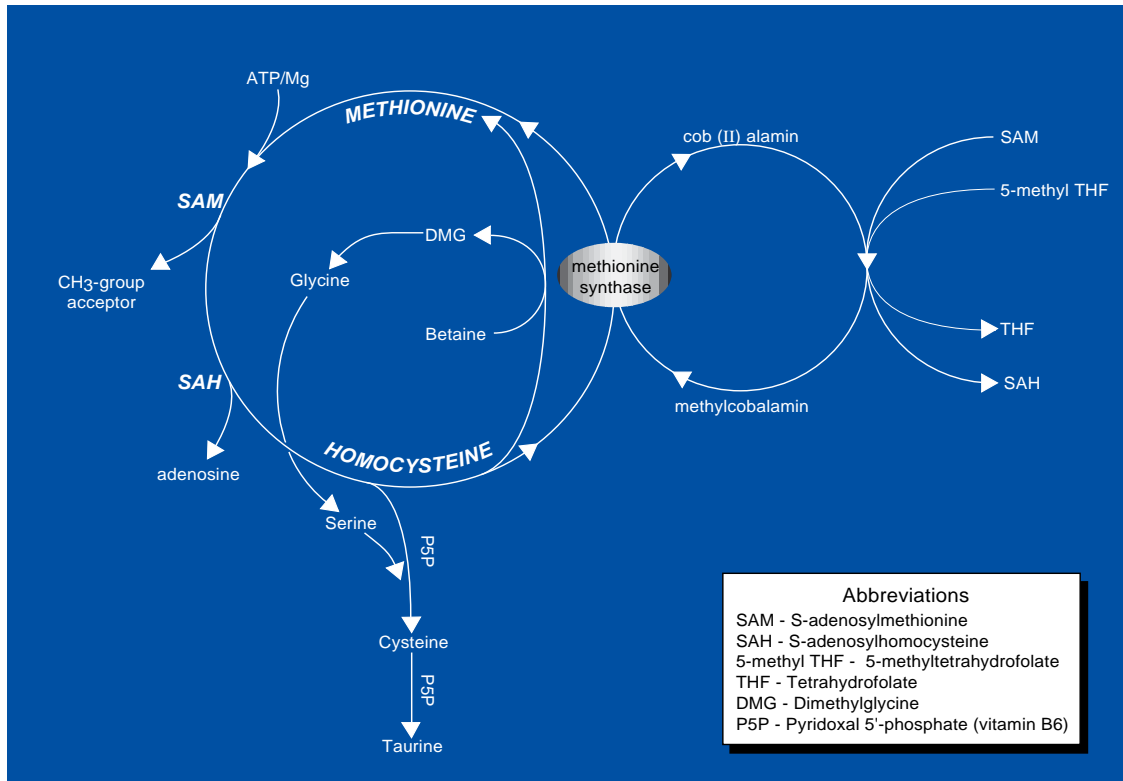 ATP/Mg
METHIONINE
cob (II) alamin
SAM
SAM
5-methyl THF
DMG
CH3-group
acceptor
Glycine
methionine
synthase
Betaine
THF
SAH
SAH
methylcobalamin
HOMOCYSTEINE
adenosine
Serine
P5P
Cysteine
P5P
Taurine
Abbreviations
SAM - S-adenosylmethionine
SAH - S-adenosylhomocysteine
5-methyl THF - 5-methyltetrahydrofolate
THF - Tetrahydrofolate
DMG - Dimethylglycine
P5P - Pyridoxal 5'-phosphate (vitamin B6)